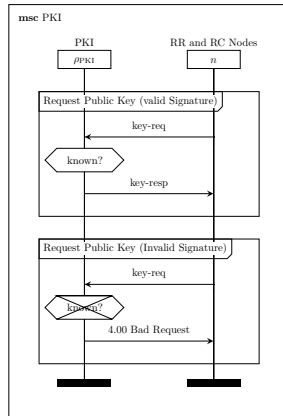 msc PKI
PKI
RR and RC Nodes
ρPKI
n
Request Public Key (valid Signature)
key-req
known?
key-resp
Request Public Key (Invalid Signature)
key-req
known?
4.00 Bad Request